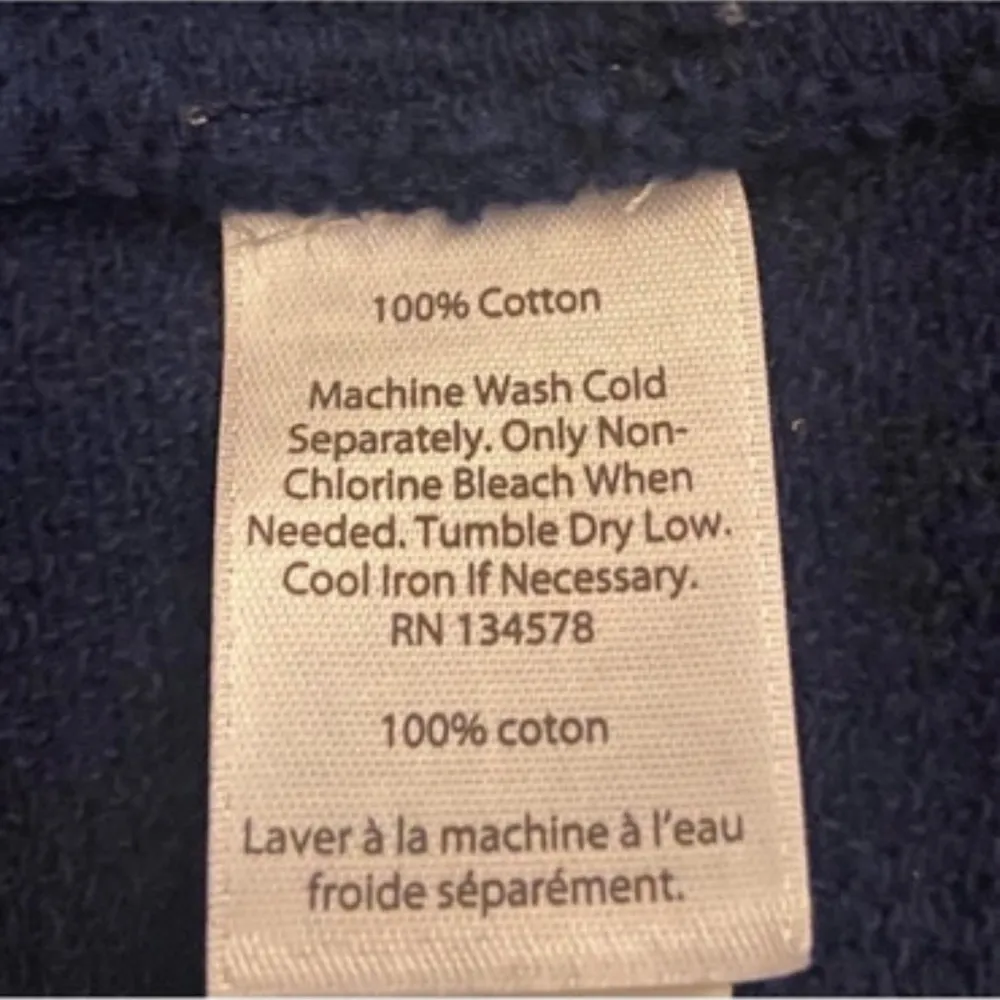 100% Cotton
Machine Wash Cold
Separately. Only Non-
Chlorine Bleach When
Needed. Tumble Dry Low.
Cool Iron If Necessary.
RN 134578
100% coton
Laver à la machine à l'eau
froide séparément.